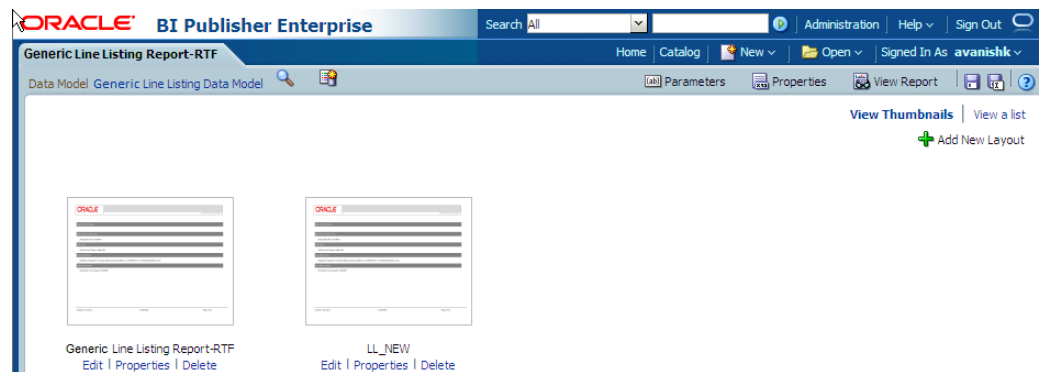 ORACLE BI Publisher Enterprise Search All Administration Help Sign Out
Generic Line Listing Report-RTF Home Catalog New Open Signed In As avanishk
Data Model Generic Line Listing Data Model Parameters Properties View Report
View Thumbnails View a list
Add New Layout
ORACLE ORACLE
Generic Line Listing Report-RTF LL_NEW
Edit Properties Delete Edit Properties Delete